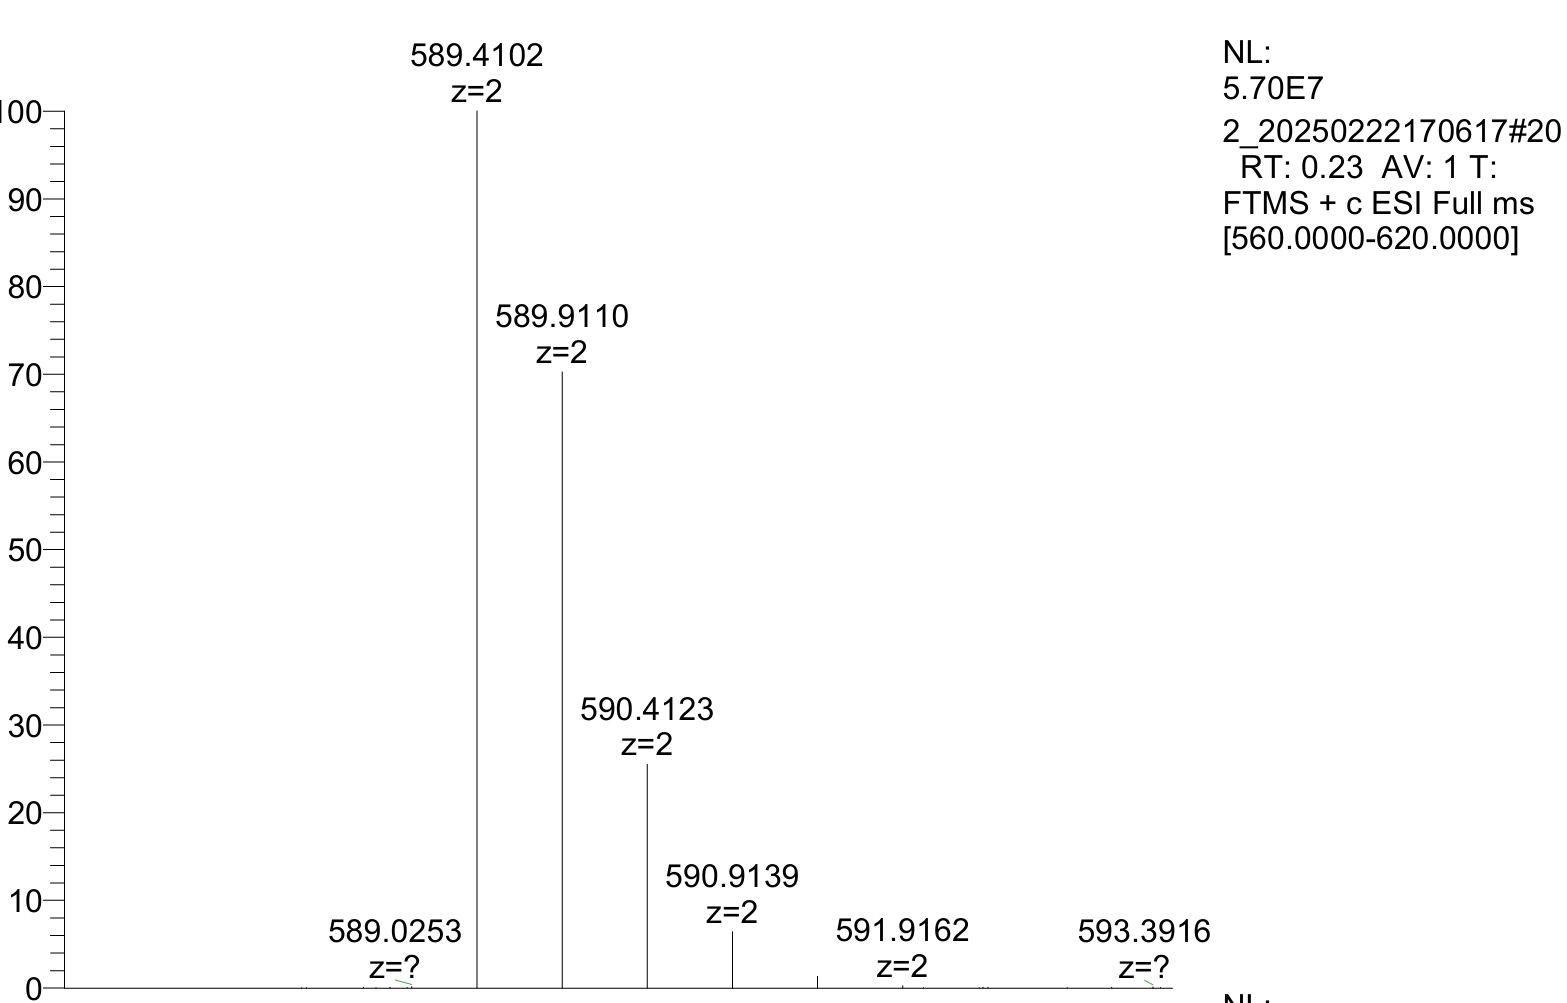 589.4102
z=2
NL:
5.70E7
2_20250222170617#20
RT: 0.23 AV: 1 T:
FTMS + c ESI Full ms
[560.0000-620.0000]
100
90
589.9110
z=2
80
70
60
50
40
590.4123
z=2
30
20
590.9139
z=2
10
589.0253
z=?
591.9162
z=2
593.3916
z=?
0
NL: